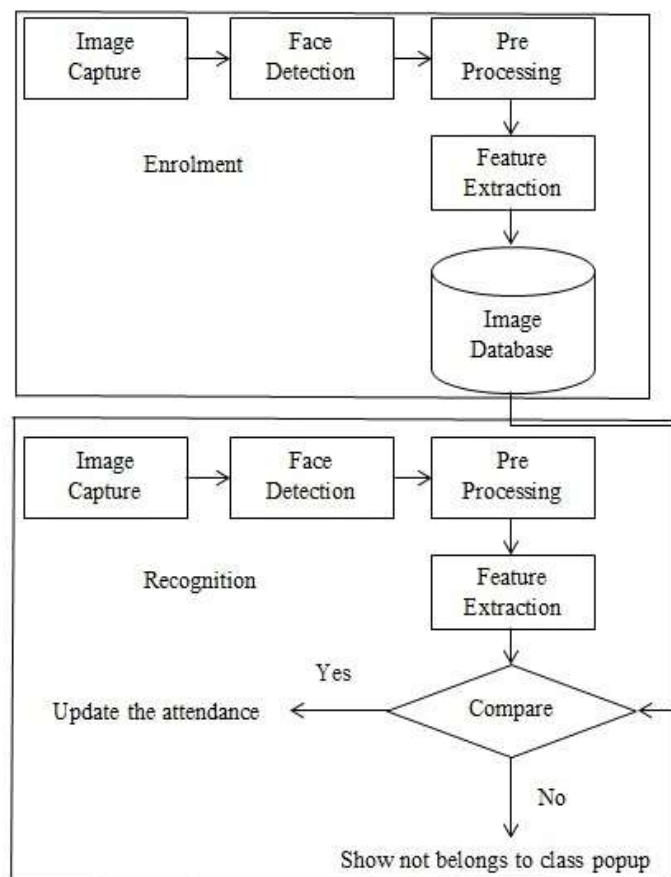 Image
Capture
Face
Detection
Pre
Processing
Enrolment
Feature
Extraction
Image
Database
Image
Capture
Face
Detection
Pre
Processing
Recognition
Feature
Extraction
Yes
Update the attendance
Compare
No
Show not belongs to class popup